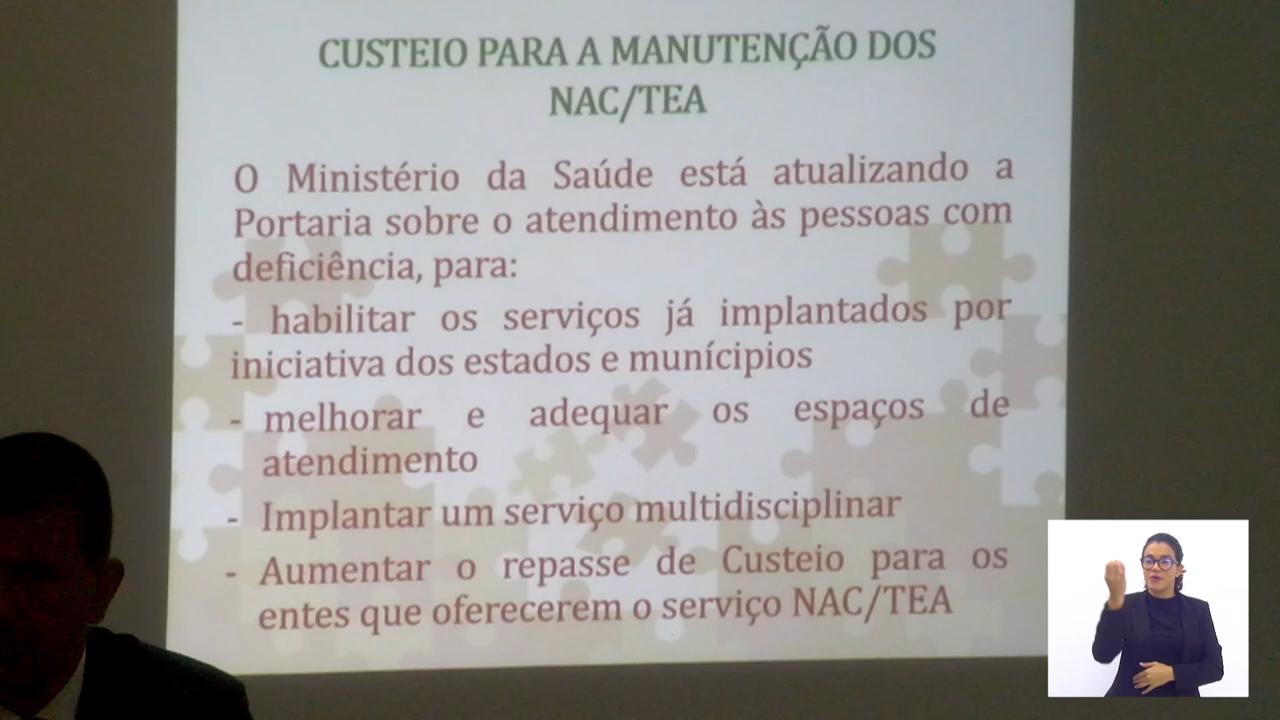 CUSTEIO PARA A MANUTENÇÃO DOS
NAC/TEA
O Ministério da Saúde está atualizando a
Portaria sobre o atendimento às pessoas com
deficiência, para:
- habilitar os serviços já implantados por
iniciativa dos estados e munícipios
- melhorar e adequar os espaços de
atendimento
- Implantar um serviço multidisciplinar
- Aumentar o repasse de Custeio para os
entes que oferecerem o serviço NAC/TEA